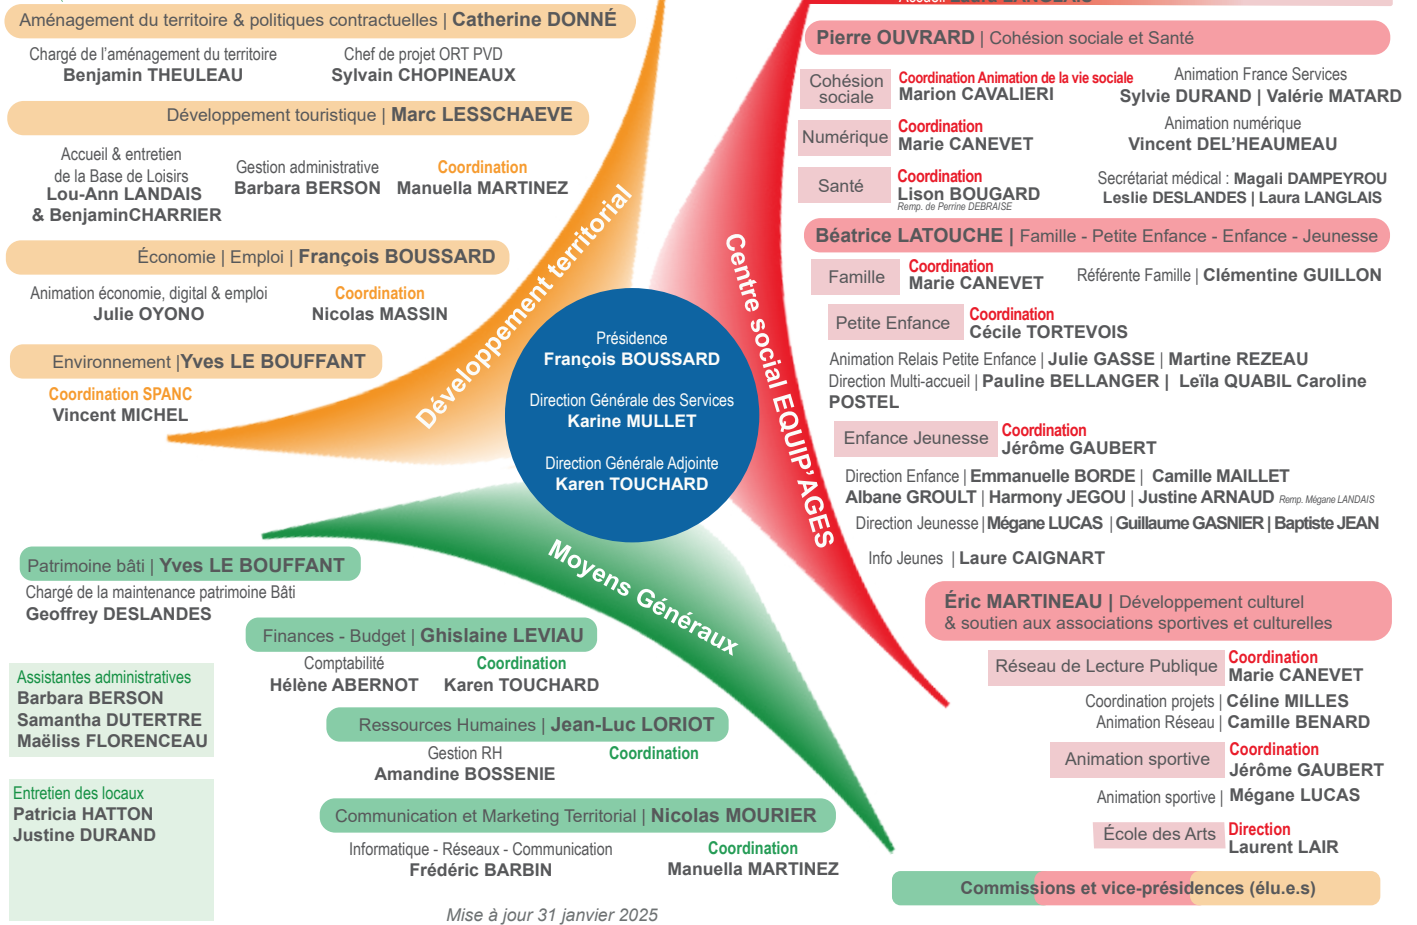 Aménagement du territoire & politiques contractuelles | Catherine DONNÉ
Chargé de l'aménagement du territoire
Benjamin THEULEAU
Chef de projet ORT PVD
Sylvain CHOPINEAUX
Développement touristique | Marc LESSCHAEVE
Accueil & entretien
de la Base de Loisirs
Lou-Ann LANDAIS
& BenjaminCHARRIER
Gestion administrative
Barbara BERSON
Coordination
Manuella MARTINEZ
Économie | Emploi | François BOUSSARD
Animation économie, digital & emploi
Julie OYONO
Coordination
Nicolas MASSIN
Environnement |Yves LE BOUFFANT
Coordination SPANC
Vincent MICHEL
Développement territorial
Présidence
François BOUSSARD
Direction Générale des Services
Karine MULLET
Direction Générale Adjointe
Karen TOUCHARD
Centre social EQUIP'AGES
Moyens Généraux
Accueil Laura LANGLAIS
Pierre OUVRARD | Cohésion sociale et Santé
Cohésion
sociale
Coordination Animation de la vie sociale
Marion CAVALIERI
Animation France Services
Sylvie DURAND | Valérie MATARD
Numérique
Coordination
Marie CANEVET
Animation numérique
Vincent DEL'HEAUMEAU
Santé
Coordination
Lison BOUGARD
Remp. de Perrine DEBRAISE
Secrétariat médical : Magali DAMPEYROU
Leslie DESLANDES | Laura LANGLAIS
Béatrice LATOUCHE | Famille - Petite Enfance - Enfance - Jeunesse
Famille
Coordination
Marie CANEVET
Référente Famille | Clémentine GUILLON
Petite Enfance
Coordination
Cécile TORTEVOIS
Animation Relais Petite Enfance | Julie GASSE | Martine REZEAU
Direction Multi-accueil | Pauline BELLANGER | Leïla QUABIL Caroline
POSTEL
Enfance Jeunesse
Coordination
Jérôme GAUBERT
Direction Enfance | Emmanuelle BORDE | Camille MAILLET
Albane GROULT | Harmony JEGOU | Justine ARNAUD Remp. Mégane LANDAIS
Direction Jeunesse | Mégane LUCAS | Guillaume GASNIER | Baptiste JEAN
Info Jeunes | Laure CAIGNART
Éric MARTINEAU | Développement culturel
& soutien aux associations sportives et culturelles
Réseau de Lecture Publique
Coordination
Marie CANEVET
Coordination projets | Céline MILLES
Animation Réseau | Camille BENARD
Animation sportive
Coordination
Jérôme GAUBERT
Animation sportive | Mégane LUCAS
École des Arts
Direction
Laurent LAIR
Commissions et vice-présidences (élu.e.s)
Patrimoine bâti | Yves LE BOUFFANT
Chargé de la maintenance patrimoine Bâti
Geoffrey DESLANDES
Finances - Budget | Ghislaine LEVIAU
Comptabilité
Hélène ABERNOT
Coordination
Karen TOUCHARD
Assistantes administratives
Barbara BERSON
Samantha DUTERTRE
Maëliss FLORENCEAU
Ressources Humaines | Jean-Luc LORIOT
Gestion RH
Amandine BOSSENIE
Coordination
Entretien des locaux
Patricia HATTON
Justine DURAND
Communication et Marketing Territorial | Nicolas MOURIER
Informatique - Réseaux - Communication
Frédéric BARBIN
Coordination
Manuella MARTINEZ
Mise à jour 31 janvier 2025